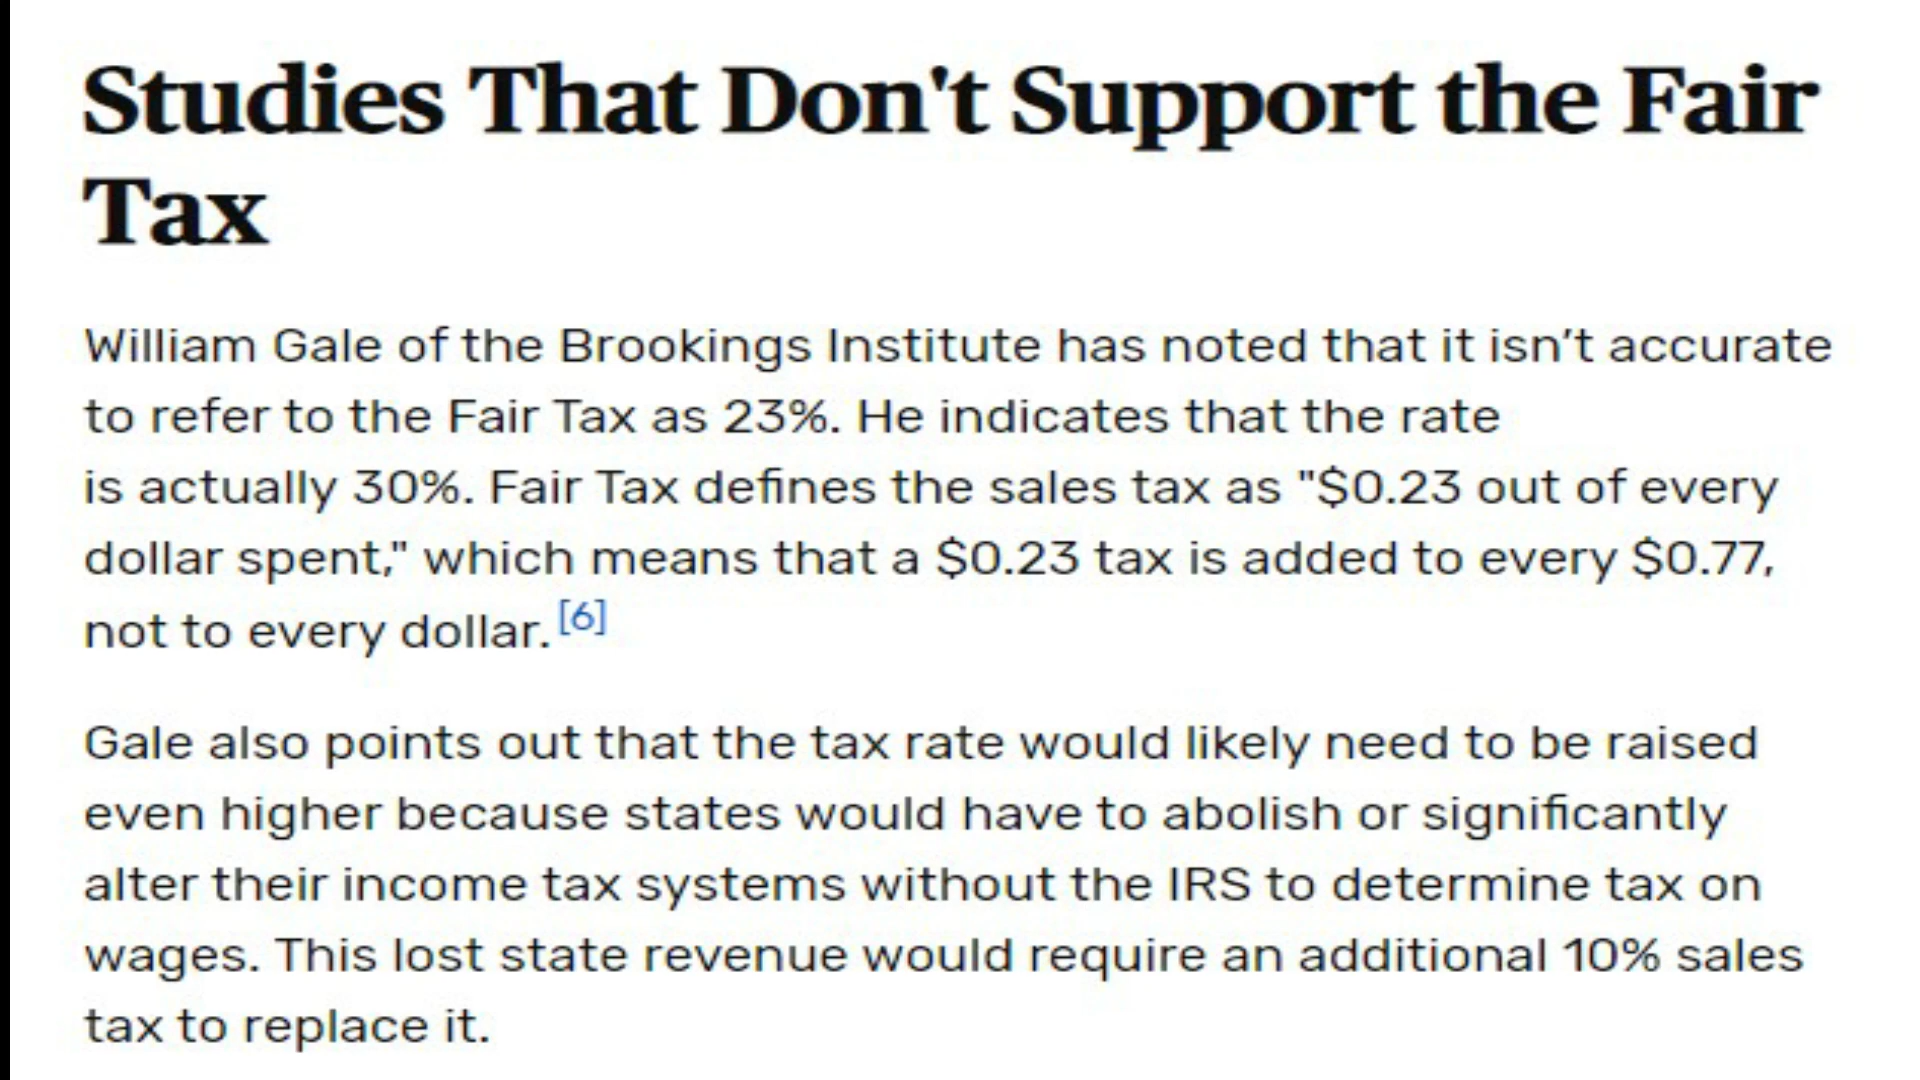 Studies That Don't Support the Fair
Tax
William Gale of the Brookings Institute has noted that it isn’t accurate
to refer to the Fair Tax as 23%. He indicates that the rate
is actually 30%. Fair Tax defines the sales tax as "$0.23 out of every
dollar spent," which means that a $0.23 tax is added to every $0.77,
not to every dollar. [6]
Gale also points out that the tax rate would likely need to be raised
even higher because states would have to abolish or significantly
alter their income tax systems without the IRS to determine tax on
wages. This lost state revenue would require an additional 10% sales
tax to replace it.